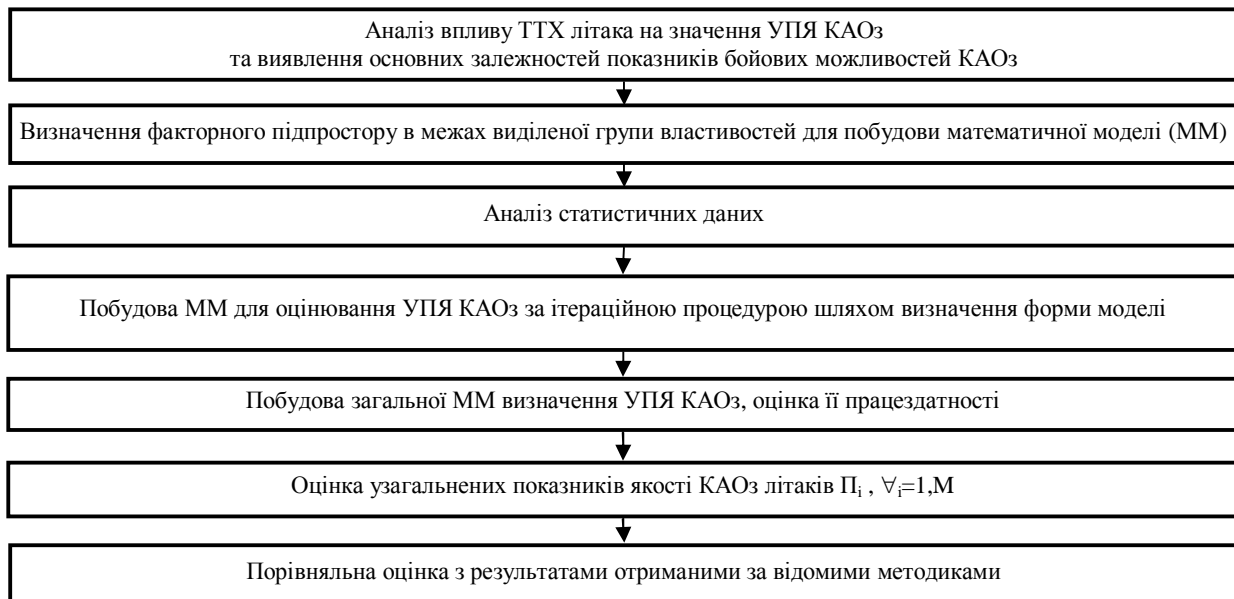 Аналіз впливу ТТХ літака на значення УПЯ КАОз
та виявлення основних залежностей показників бойових можливостей КАОз
Визначення факторного підпростору в межах виділеної групи властивостей для побудови математичної моделі (ММ)
Аналіз статистичних даних
Побудова ММ для оцінювання УПЯ КАОз за ітераційною процедурою шляхом визначення форми моделі
Побудова загальної ММ визначення УПЯ КАОз, оцінка її працездатності
Оцінка узагальнених показників якості КАОз літаків Пᵢ , ∀ᵢ=1,М
Порівняльна оцінка з результатами отриманими за відомими методиками